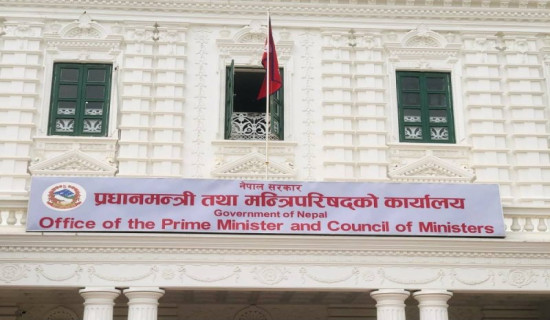 नेपाल सरकार
प्रधानमन्त्री तथा मन्त्रिपरिषद्को कार्यालय
Government of Nepal
Office of the Prime Minister and Council of Ministers